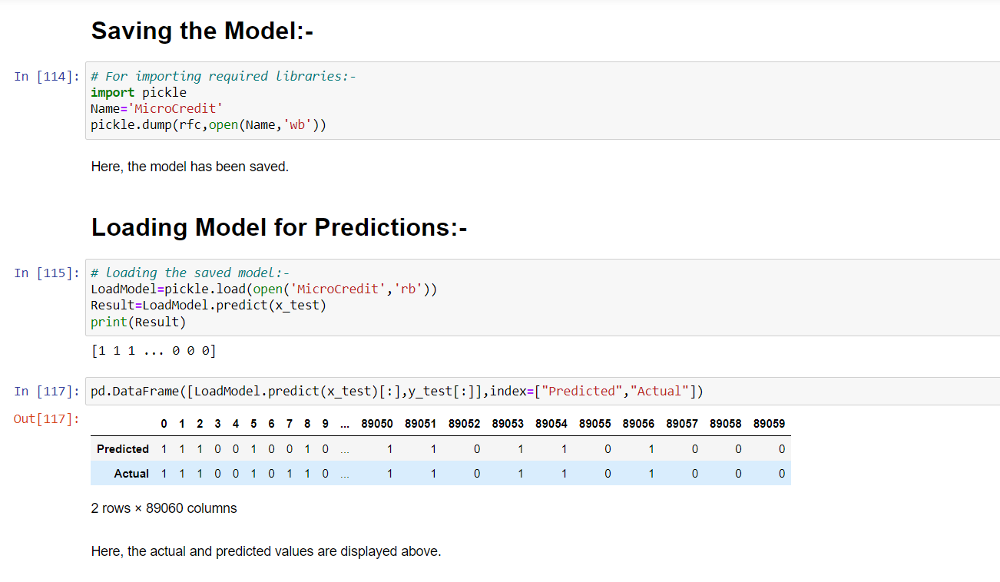 Saving the Model:-
In [114]: # For importing required libraries:-
import pickle
Name='MicroCredit'
pickle.dump(rfc,open(Name,'wb'))
Here, the model has been saved.
Loading Model for Predictions:-
In [115]: # loading the saved model:-
LoadModel=pickle.load(open('MicroCredit','rb'))
Result=LoadModel.predict(x_test)
print(Result)
[1 1 1 ... 0 0 0]
In [117]: pd.DataFrame([LoadModel.predict(x_test)[:],y_test[:]],index=["Predicted","Actual"])
Out[117]:
0 1 2 3 4 5 6 7 8 9 ... 89050 89051 89052 89053 89054 89055 89056 89057 89058 89059
Predicted 1 1 1 0 0 1 0 0 1 0 ... 1 1 0 1 1 0 1 0 0 0
Actual 1 1 1 0 0 1 0 1 1 0 ... 1 1 0 1 1 0 1 0 0 0
2 rows × 89060 columns
Here, the actual and predicted values are displayed above.